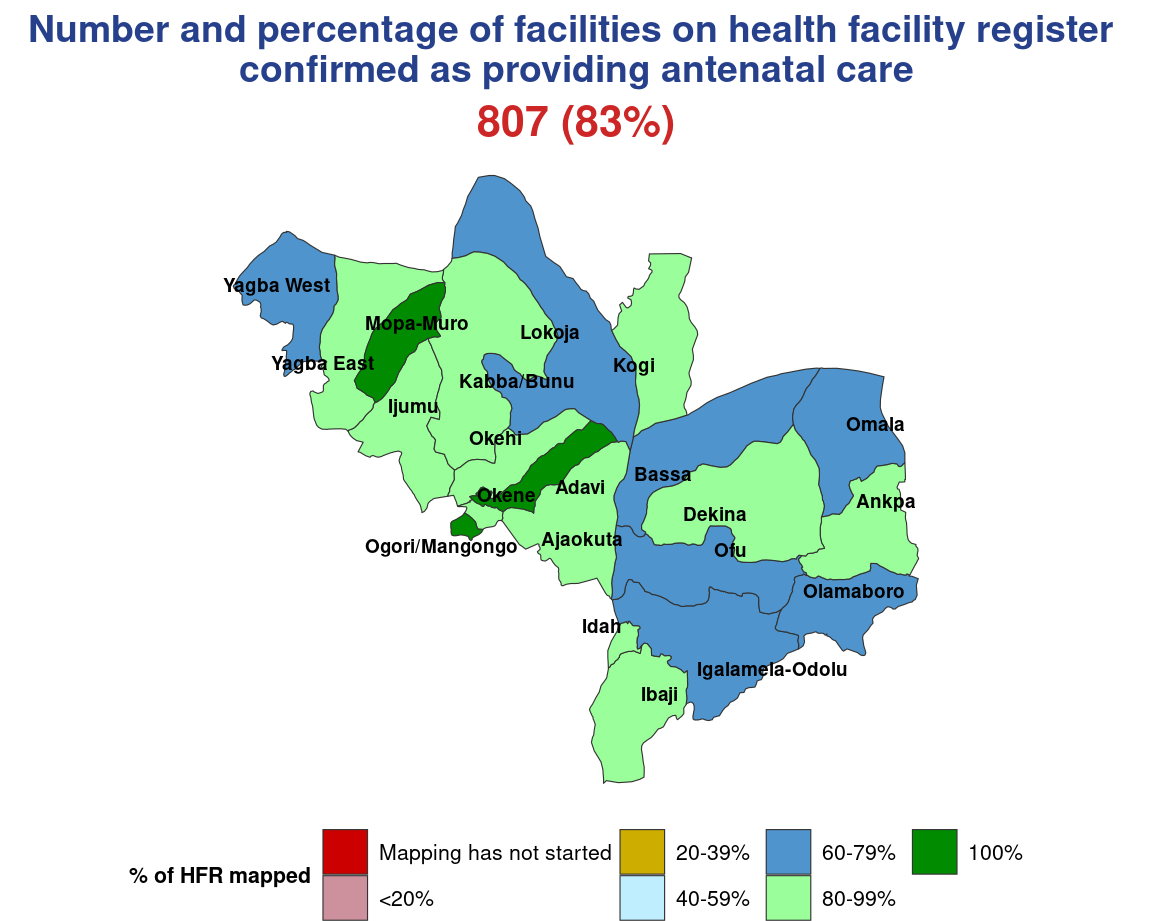 Number and percentage of facilities on health facility register
confirmed as providing antenatal care
807 (83%)
Yagba West
Mopa-Muro
Lokoja
Yagba East
Kogi
Kabba/Bunu
Ijumu
Omala
Okehi
Bassa
Adavi
Okene
Ankpa
Dekina
Ajaokuta
Ogori/Mangongo
Ofu
Olamaboro
Idah
Igalamela-Odolu
Ibaji
% of HFR mapped
Mapping has not started
<20%
20-39%
40-59%
60-79%
80-99%
100%